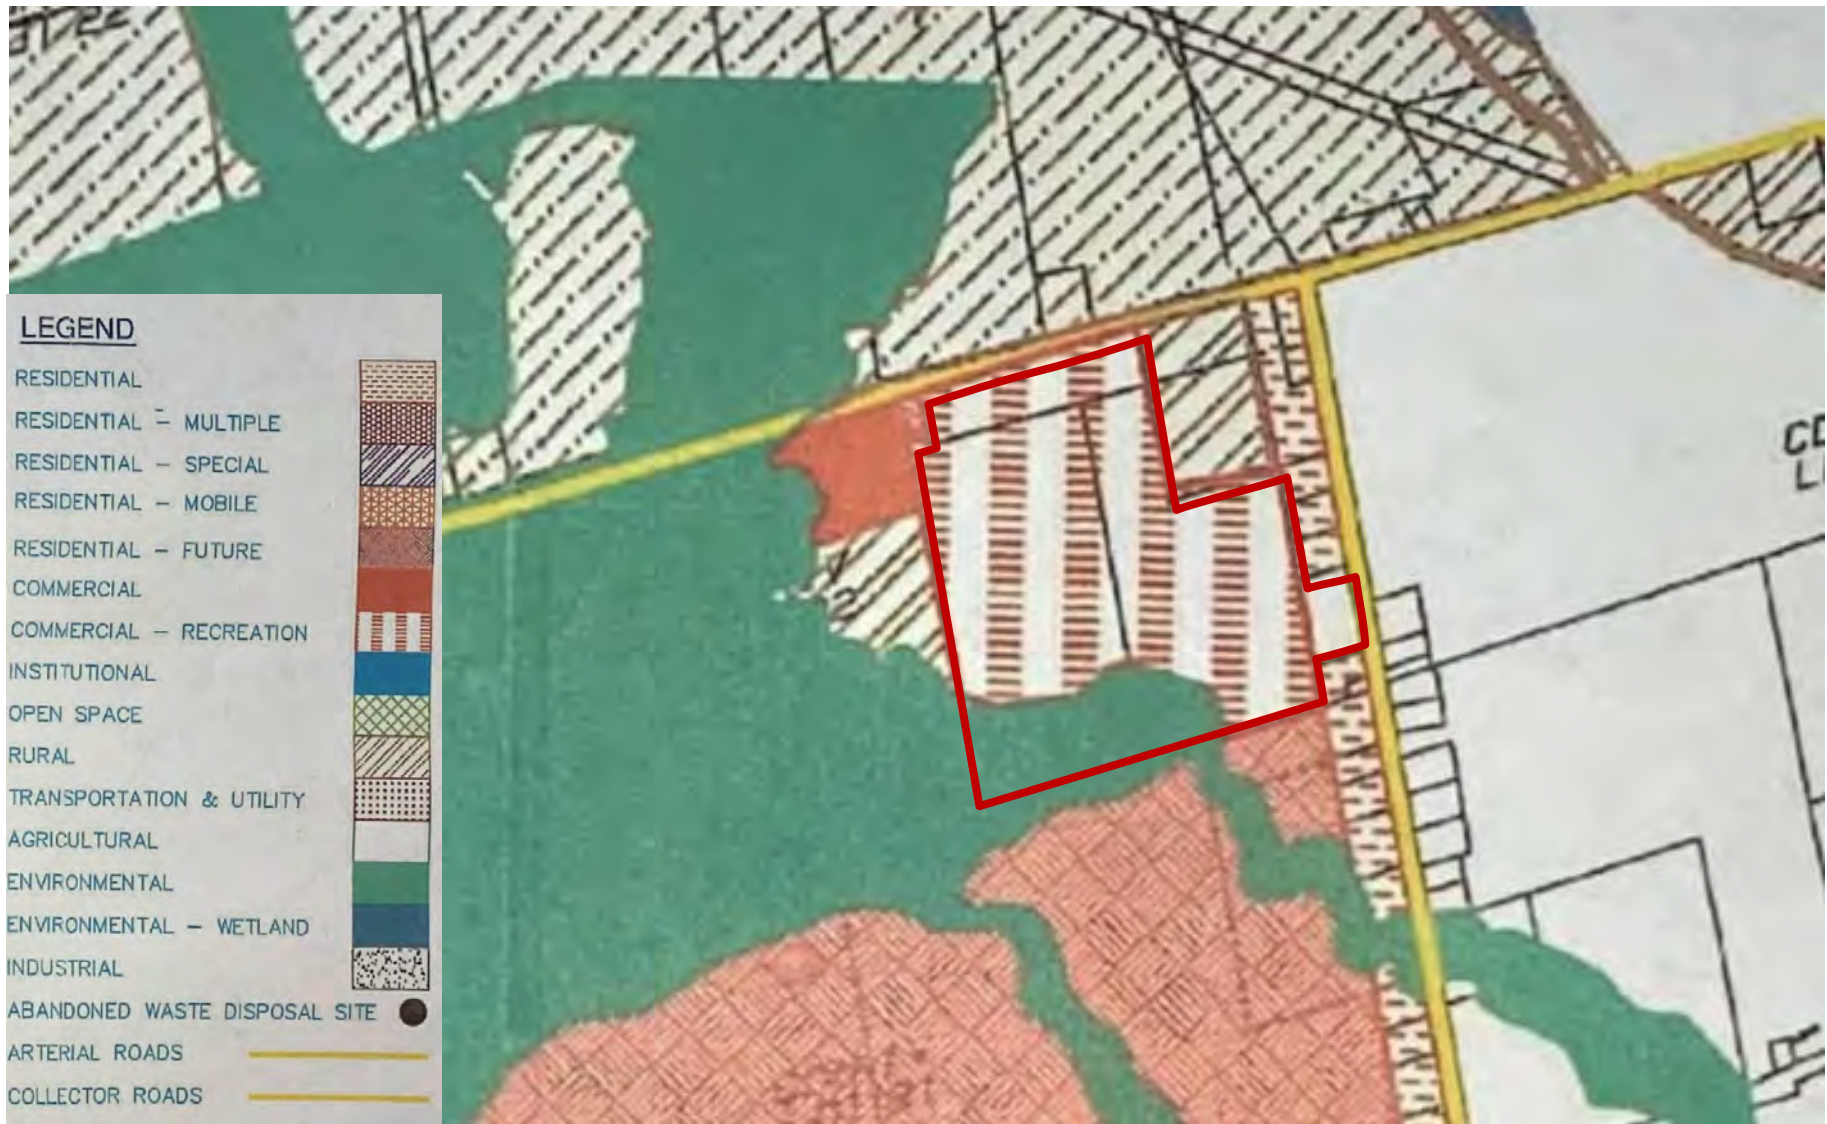 LEGEND
RESIDENTIAL
RESIDENTIAL – MULTIPLE
RESIDENTIAL – SPECIAL
RESIDENTIAL – MOBILE
RESIDENTIAL – FUTURE
COMMERCIAL
COMMERCIAL – RECREATION
INSTITUTIONAL
OPEN SPACE
RURAL
TRANSPORTATION & UTILITY
AGRICULTURAL
ENVIRONMENTAL
ENVIRONMENTAL – WETLAND
INDUSTRIAL
ABANDONED WASTE DISPOSAL SITE
ARTERIAL ROADS
COLLECTOR ROADS